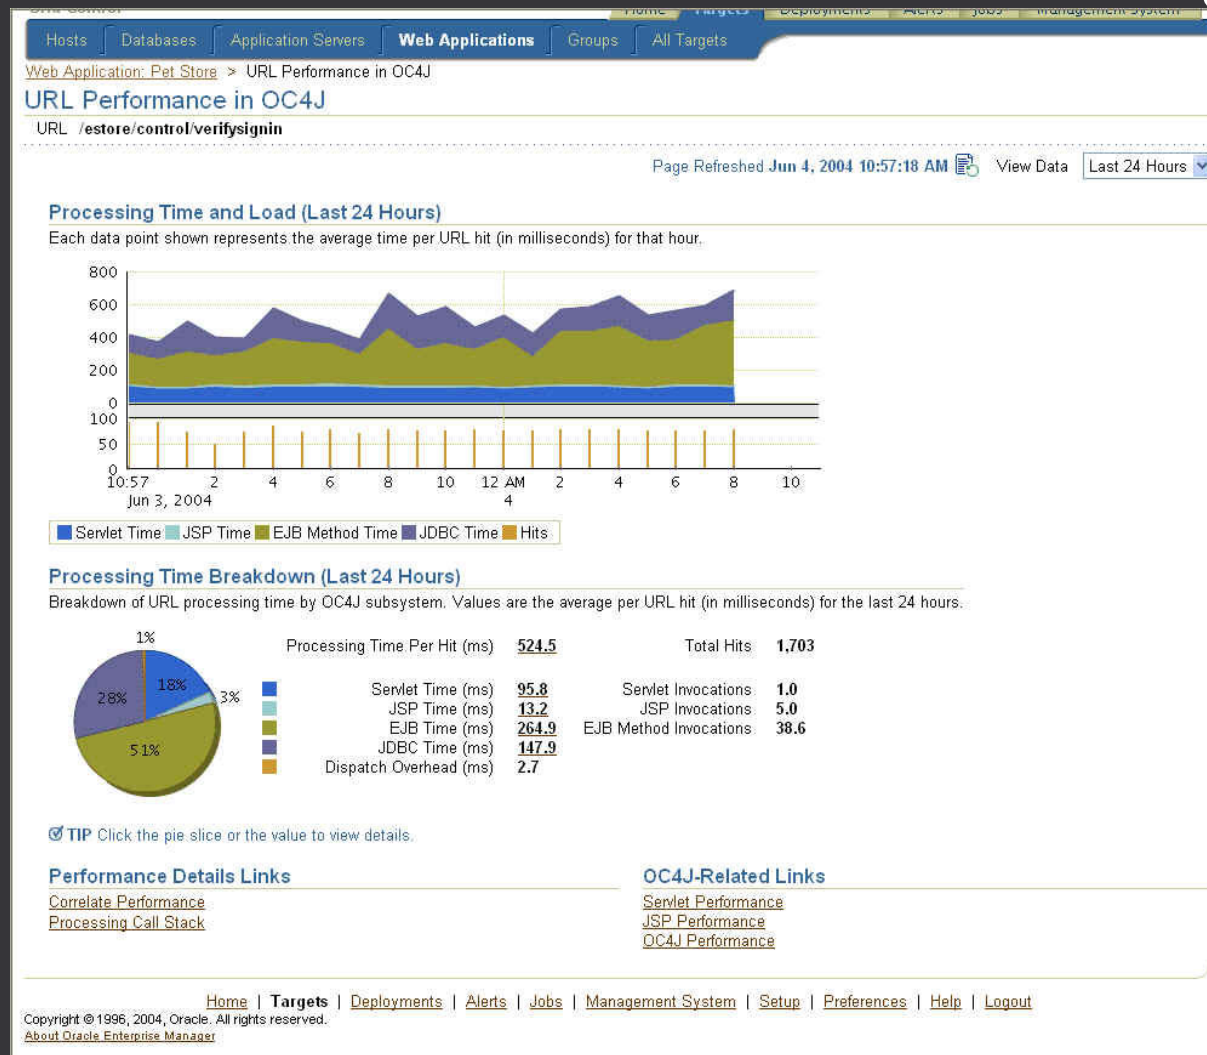 Grid Control
Home Targets Deployments Alerts Jobs Management System
Hosts Databases Application Servers Web Applications Groups All Targets
Web Application: Pet Store > URL Performance in OC4J
URL Performance in OC4J
URL /estore/control/verifysignin
Page Refreshed Jun 4, 2004 10:57:18 AM View Data Last 24 Hours
Processing Time and Load (Last 24 Hours)
Each data point shown represents the average time per URL hit (in milliseconds) for that hour.
800
600
400
200
0
100
50
0
10:57 2 4 6 8 10 12 AM 2 4 6 8 10
Jun 3, 2004 4
Servlet Time JSP Time EJB Method Time JDBC Time Hits
Processing Time Breakdown (Last 24 Hours)
Breakdown of URL processing time by OC4J subsystem. Values are the average per URL hit (in milliseconds) for the last 24 hours.
1%
18%
28%
3%
51%
Processing Time Per Hit (ms) 524.5 Total Hits 1,703
Servlet Time (ms) 95.8 Servlet Invocations 1.0
JSP Time (ms) 13.2 JSP Invocations 5.0
EJB Time (ms) 264.9 EJB Method Invocations 38.6
JDBC Time (ms) 147.9
Dispatch Overhead (ms) 2.7
TIP Click the pie slice or the value to view details.
Performance Details Links
Correlate Performance
Processing Call Stack
OC4J-Related Links
Servlet Performance
JSP Performance
OC4J Performance
Home | Targets | Deployments | Alerts | Jobs | Management System | Setup | Preferences | Help | Logout
Copyright © 1996, 2004, Oracle. All rights reserved.
About Oracle Enterprise Manager